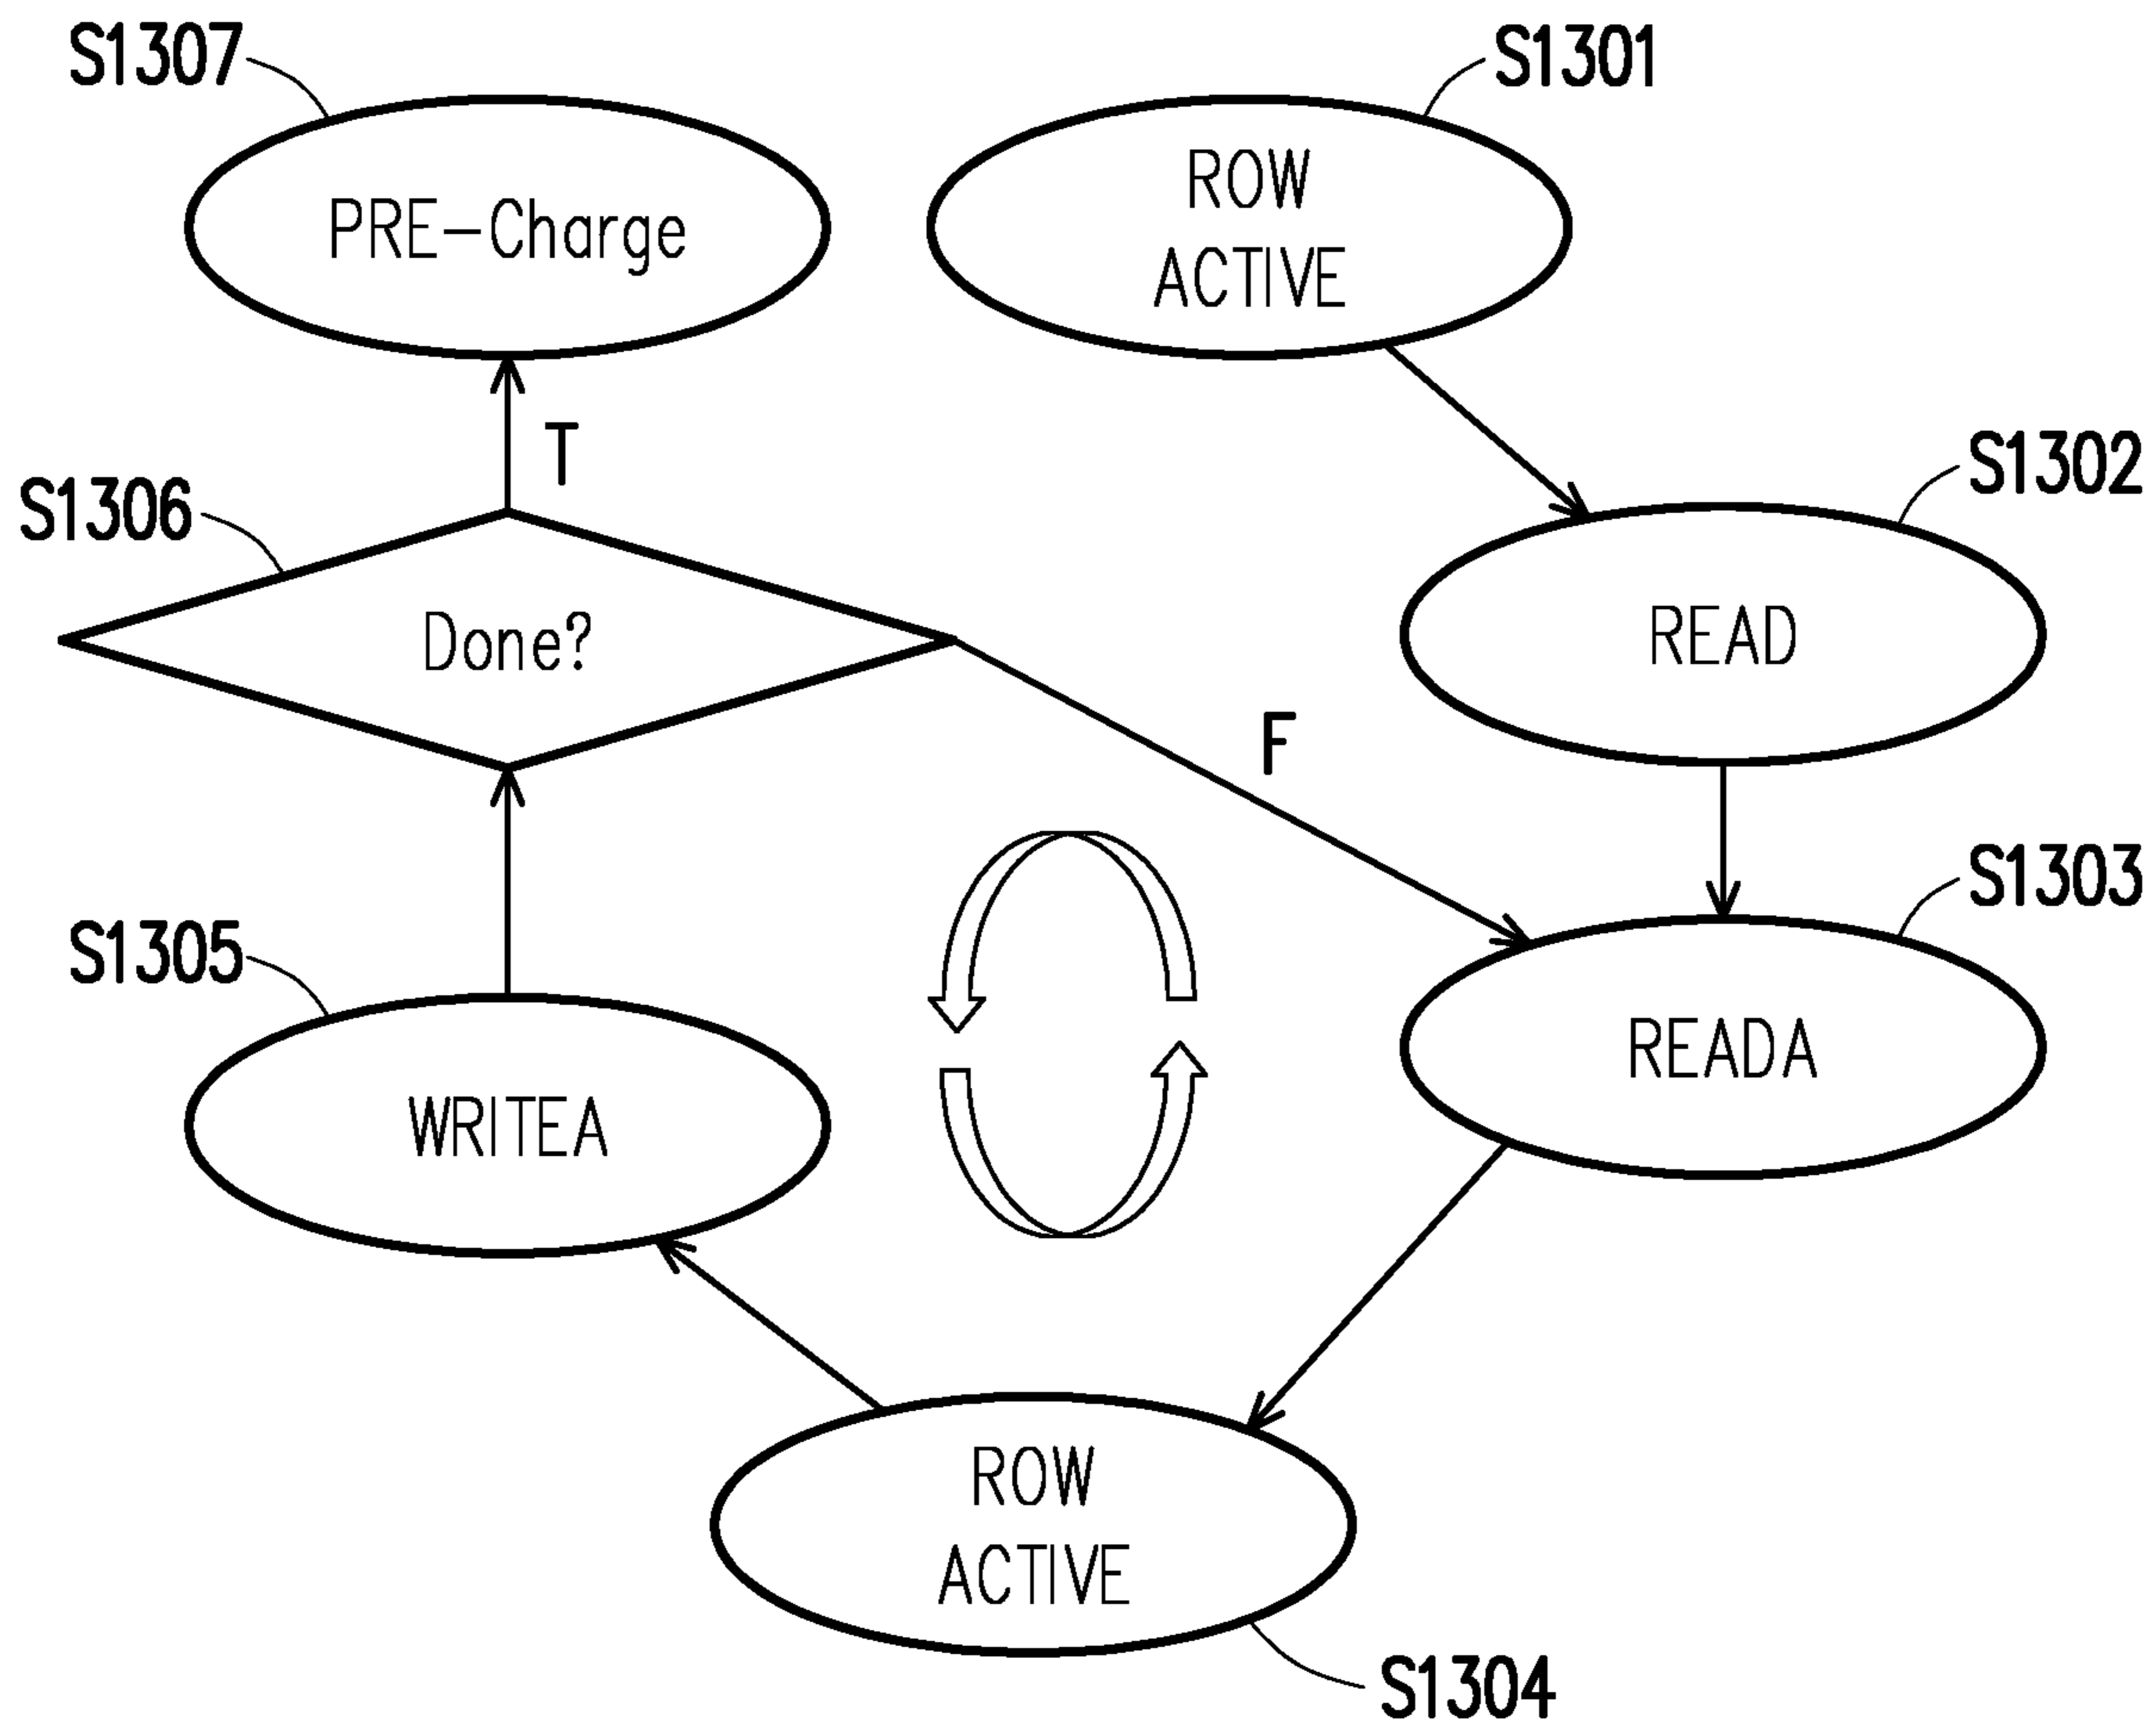 S1307
S1301
PRE-Charge
ROW
ACTIVE
T
S1306
S1302
Done?
READ
F
S1303
S1305
READA
WRITEA
ROW
ACTIVE
S1304